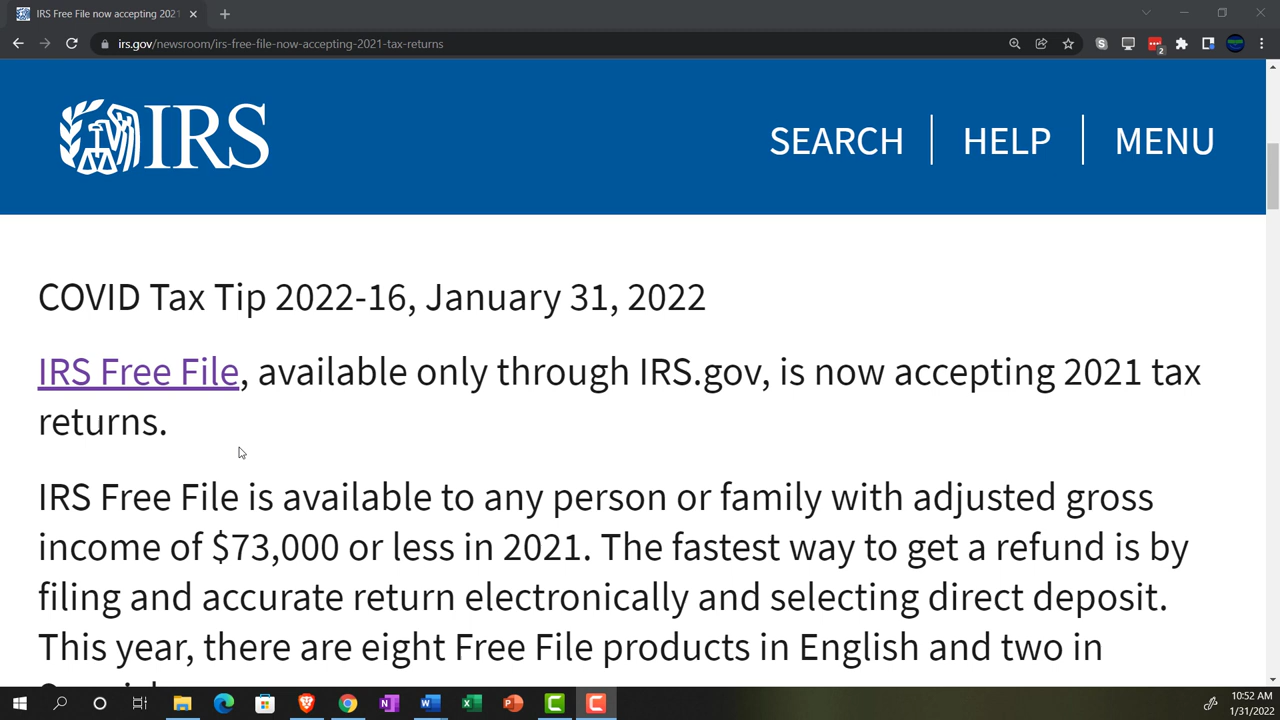 IRS Free File now accepting 2021
irs.gov/newsroom/irs-free-file-now-accepting-2021-tax-returns
2
IRS
SEARCH
HELP
MENU
COVID Tax Tip 2022-16, January 31, 2022
IRS Free File, available only through IRS.gov, is now accepting 2021 tax
returns.
IRS Free File is available to any person or family with adjusted gross
income of $73,000 or less in 2021. The fastest way to get a refund is by
filing and accurate return electronically and selecting direct deposit.
This year, there are eight Free File products in English and two in
10:52 AM
1/31/2022